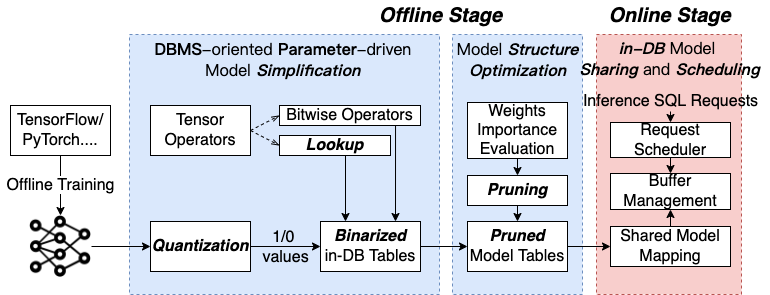 Offline Stage
Online Stage
DBMS-oriented Parameter-driven
Model Simplification
Model Structure
Optimization
in-DB Model
Sharing and Scheduling
Inference SQL Requests
TensorFlow/
PyTorch....
Offline Training
Tensor
Operators
Bitwise Operators
Lookup
Weights
Importance
Evaluation
Pruning
Request
Scheduler
Buffer
Management
Quantization
1/0
values
Binarized
in-DB Tables
Pruned
Model Tables
Shared Model
Mapping